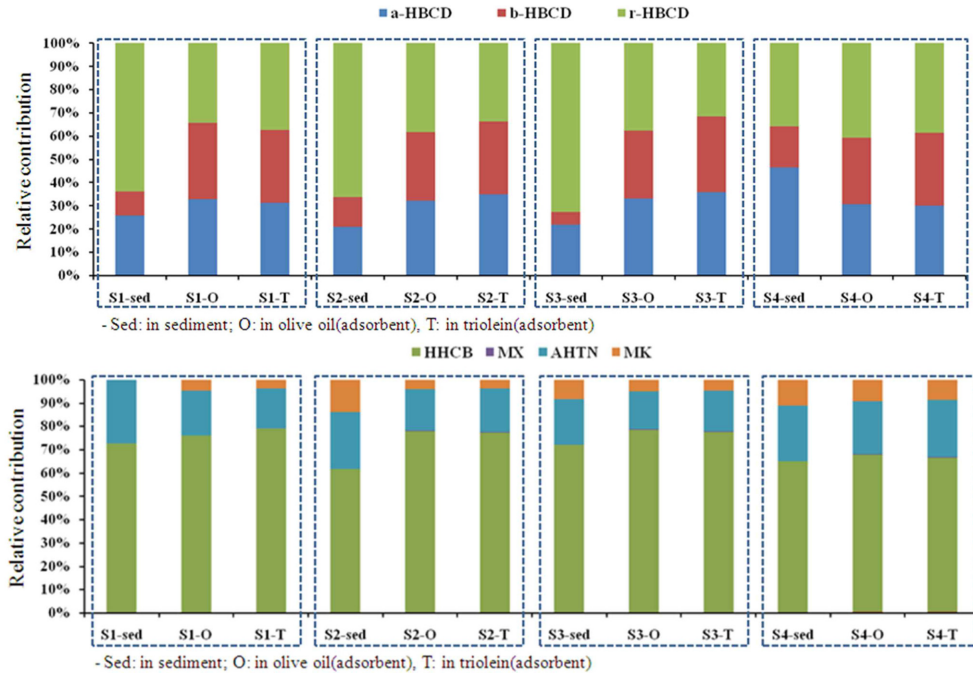 a-HBCD b-HBCD r-HBCD
100%
90%
80%
70%
60%
50%
40%
30%
20%
10%
0%
Relative contribution
S1-sed S1-O S1-T S2-sed S2-O S2-T S3-sed S3-O S3-T S4-sed S4-O S4-T
- Sed: in sediment; O: in olive oil(adsorbent), T: in triolein(adsorbent)
HHCB MX AHTN MK
100%
90%
80%
70%
60%
50%
40%
30%
20%
10%
0%
Relative contribution
S1-sed S1-O S1-T S2-sed S2-O S2-T S3-sed S3-O S3-T S4-sed S4-O S4-T
- Sed: in sediment; O: in olive oil(adsorbent), T: in triolein(adsorbent)